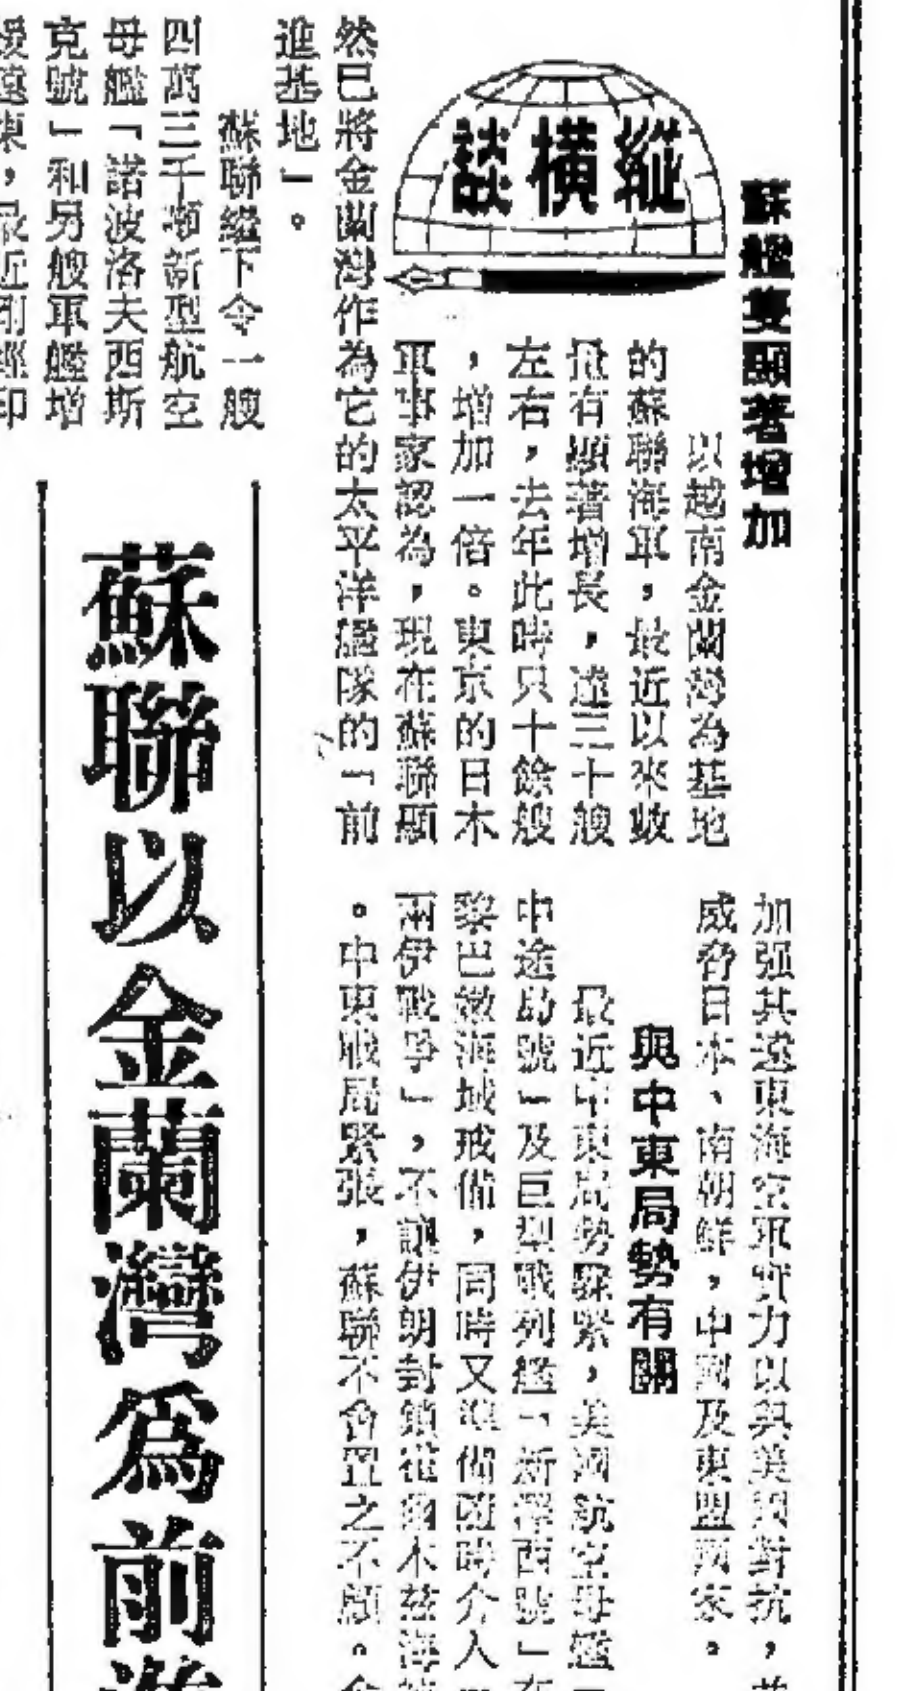 縱橫談
蘇艦隻顯著增加
以越南金蘭灣為基地
的蘇聯海軍，最近以來
最有顯著增長，達三十艘
左右，去年此時只十餘艘
，增加一倍。東京的日本
軍事家認為，現在蘇聯顯
然已將金蘭灣作為它的太平洋艦隊的「前
進基地」。
蘇聯繼下令一艘
四萬三千噸新型航空
母艦「諾波洛夫西斯
克號」和另艘軍艦增
援遠東，最近剛經印
蘇聯以金蘭灣為前進
加强其遠東海空軍實力以與美國對抗，並
威脅日本、南朝鮮，中國及東盟國家。
與中東局勢有關
最近中東局勢驟緊，美國航空母艦「
中途島號」及巨型戰列艦「新澤西號」在
黎巴嫩海域戒備，同時又準備隨時介入「
兩伊戰爭」，不讓伊朗封鎖霍爾木茲海
。中東戰局緊張，蘇聯不會置之不顧。